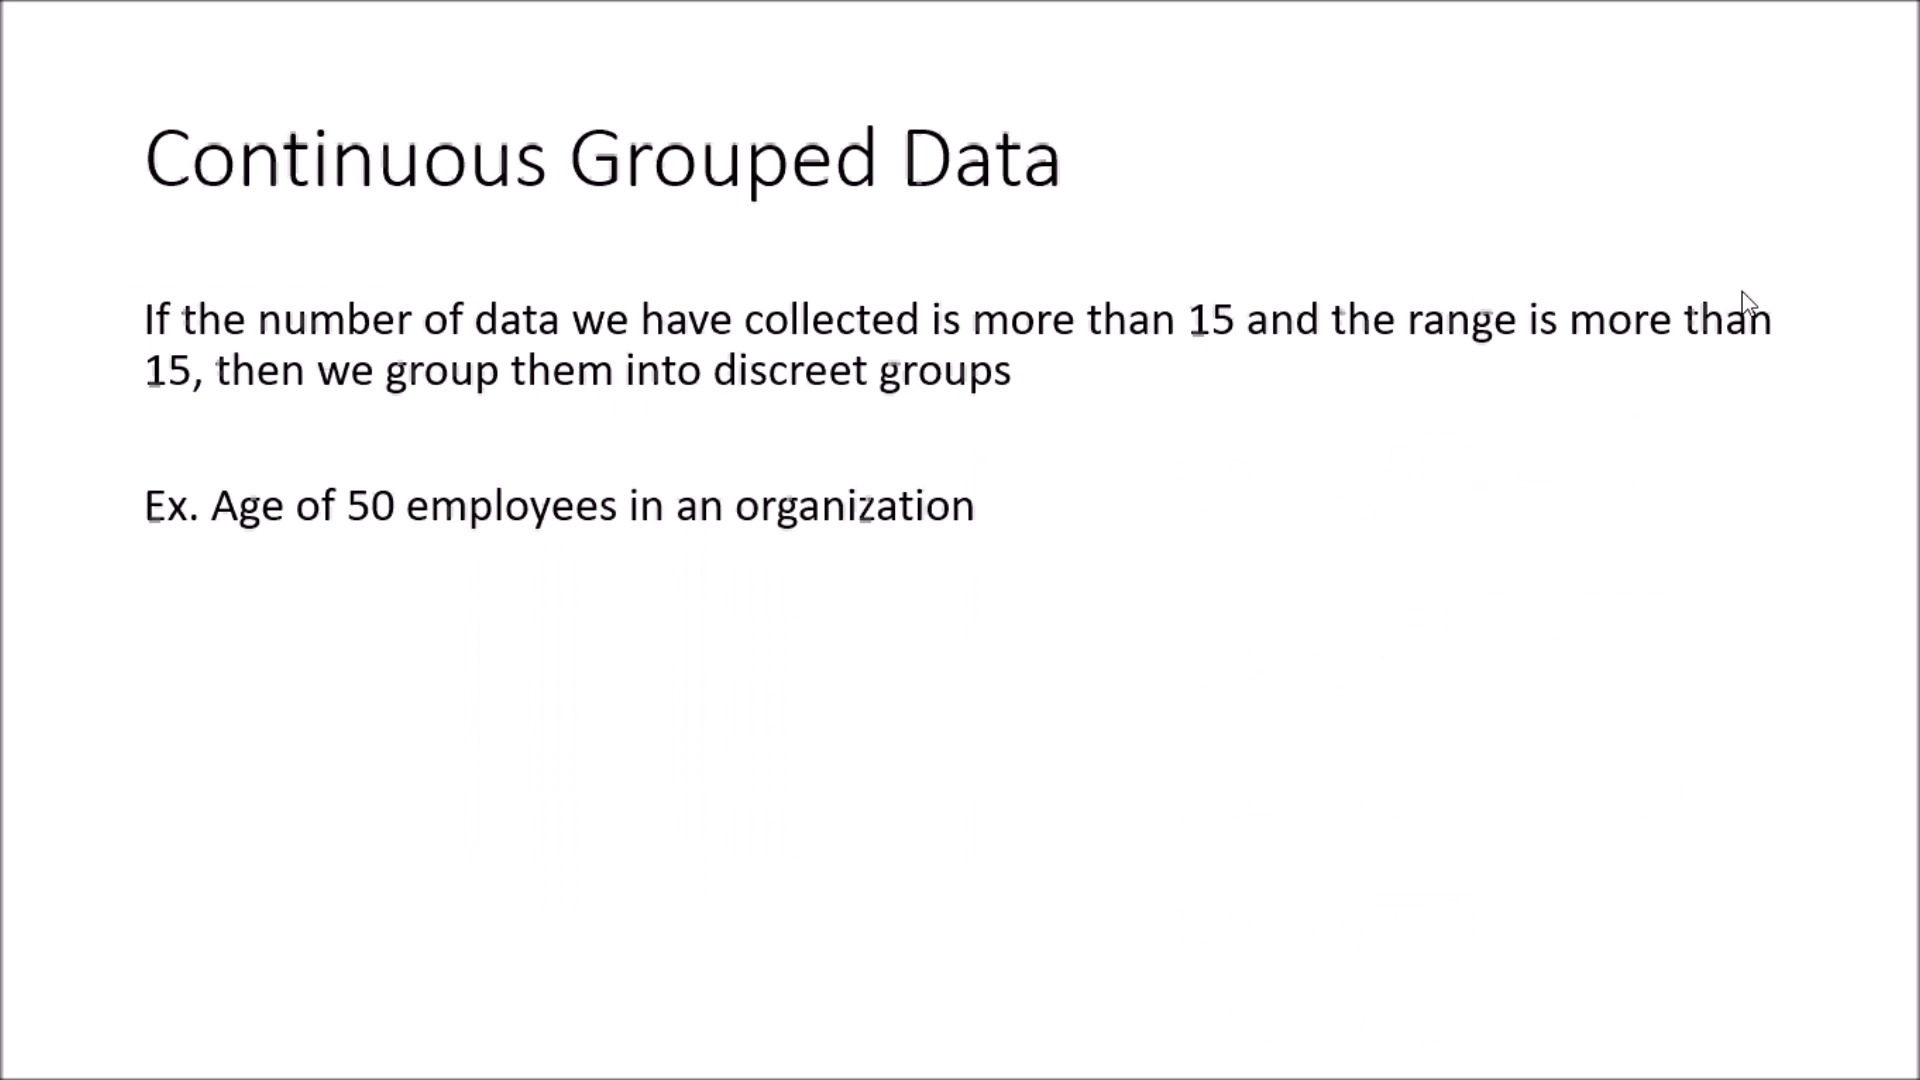 Continuous Grouped Data
If the number of data we have collected is more than 15 and the range is more than
15, then we group them into discreet groups
Ex. Age of 50 employees in an organization